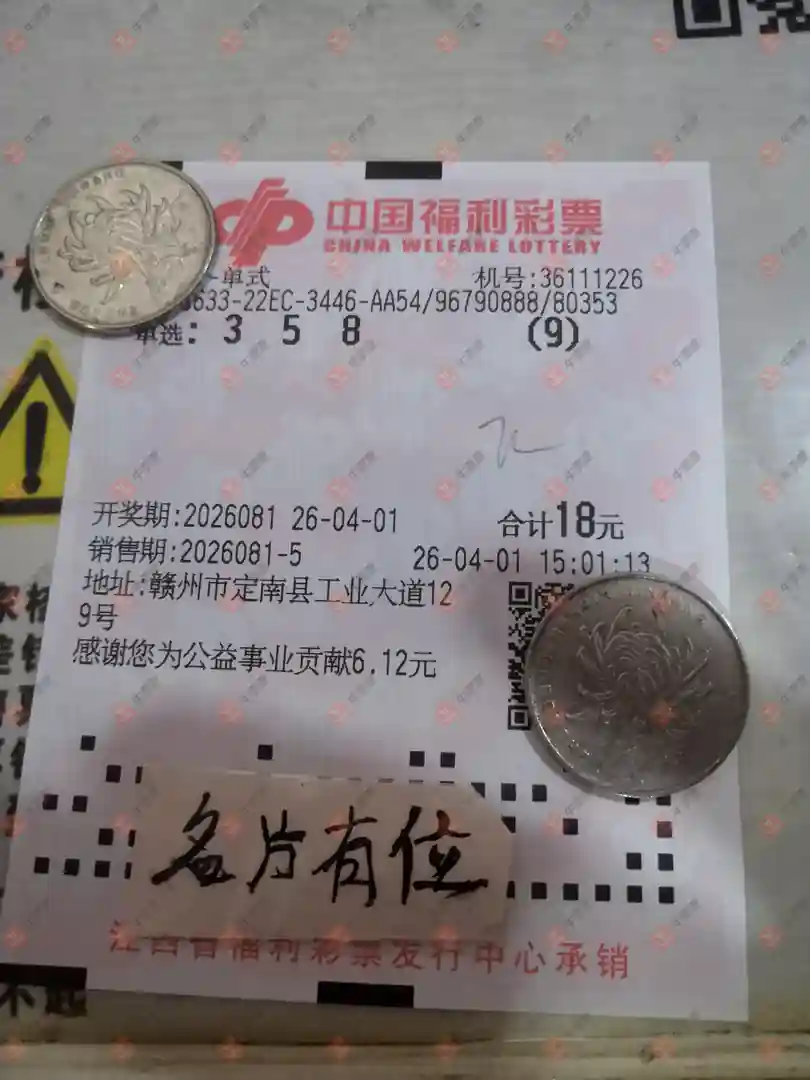 中国福利彩票
CHINA WELFARE LOTTERY
单式 机号:36111226
633-22EC-3446-AA54/96790888/80353
单选: 3 5 8 (9)
开奖期:2026081 26-04-01 合计18元
销售期:2026081-5 26-04-01 15:01:13
地址:赣州市定南县工业大道12
9号
感谢您为公益事业贡献6.12元
名片有位
江西省福利彩票发行中心承销